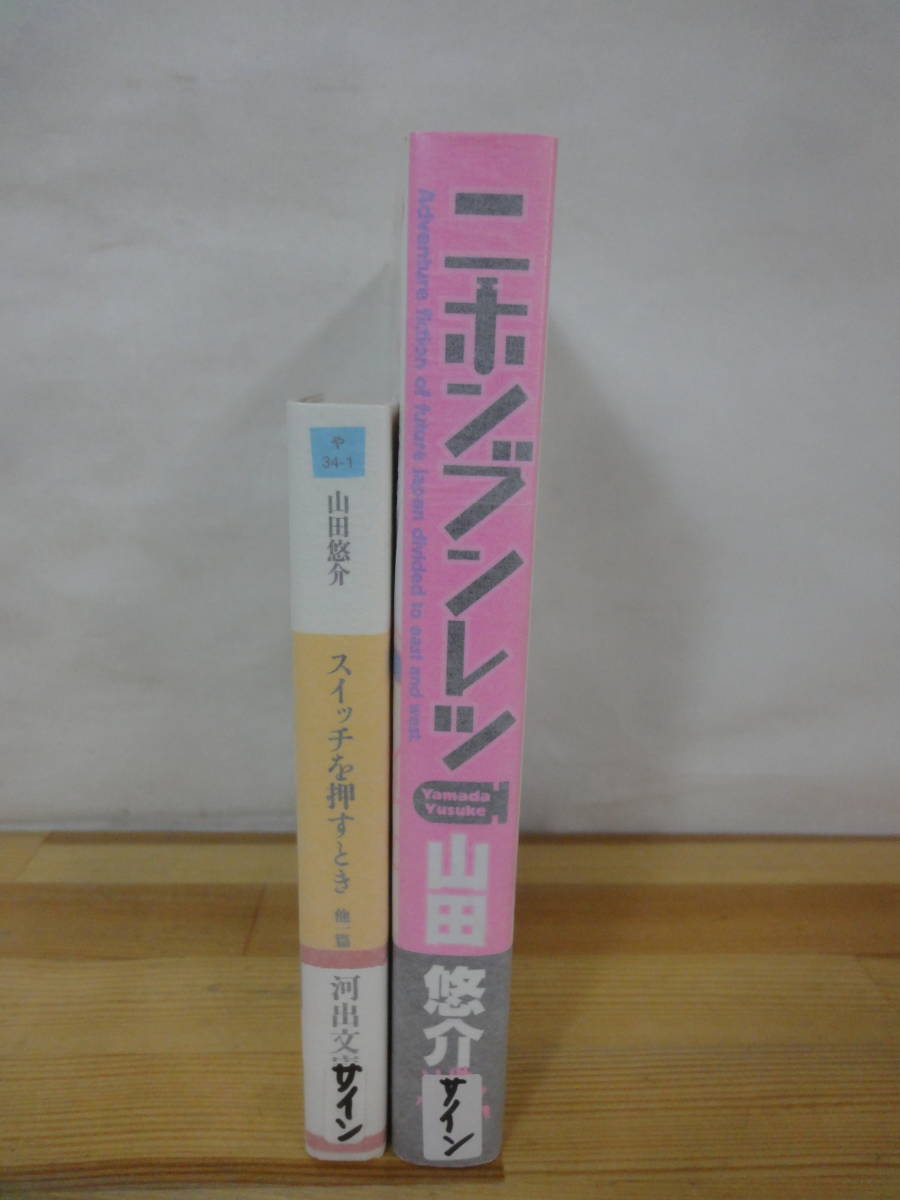 や
34-1
山田悠介
スイッチを押すとき 他一篇
河出文庫
サイン
ニホンブンレツ
Adventure fiction of future Japan divided to east and west
Yamada
Yusuke
山田悠介
サイン